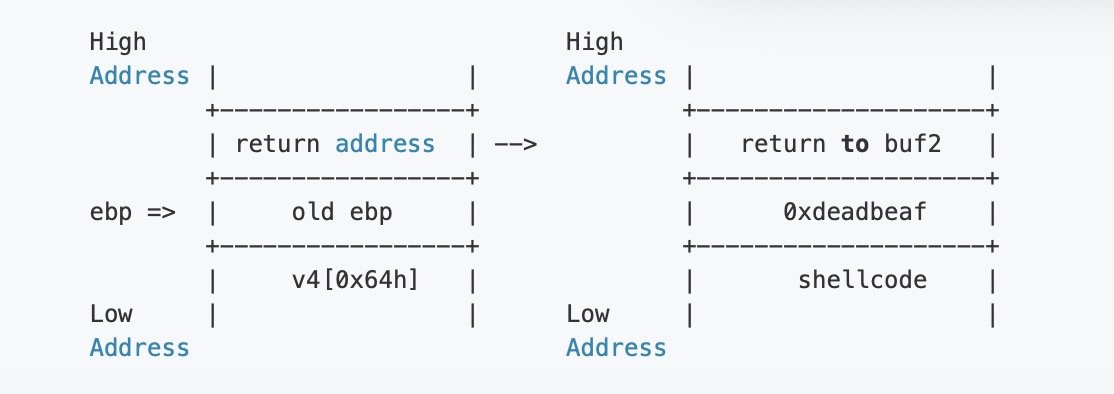 High High
Address | | Address | |
+-----------------+ +---------------------+
| return address | --> | return to buf2 |
+-----------------+ +---------------------+
ebp => | old ebp | | 0xdeadbeaf |
+-----------------+ +---------------------+
| v4[0x64h] | | shellcode |
Low | | Low | |
Address Address